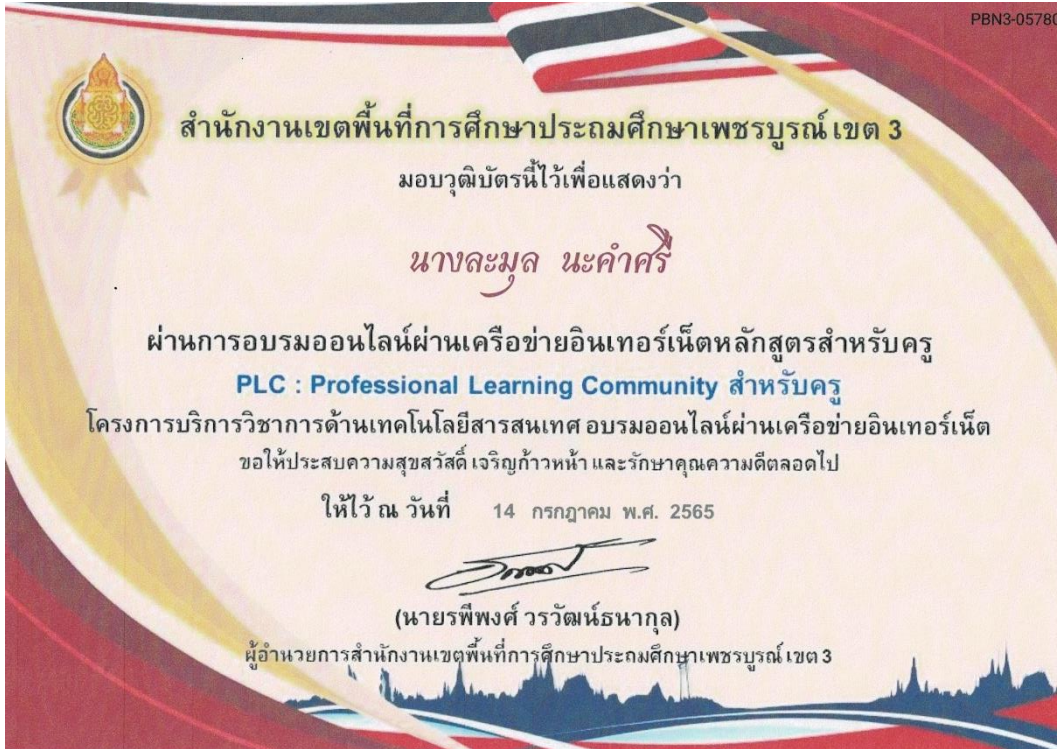 PBN3-05780
สำนักงานเขตพื้นที่การศึกษาประถมศึกษาเพชรบูรณ์ เขต 3
มอบวุฒิบัตรนี้ไว้เพื่อแสดงว่า
นางละมุล นะคำศรี
ผ่านการอบรมออนไลน์ผ่านเครือข่ายอินเทอร์เน็ตหลักสูตรสำหรับครู
PLC : Professional Learning Community สำหรับครู
โครงการบริการวิชาการด้านเทคโนโลยีสารสนเทศ อบรมออนไลน์ผ่านเครือข่ายอินเทอร์เน็ต
ขอให้ประสบความสุขสวัสดิ์ เจริญก้าวหน้า และรักษาคุณความดีตลอดไป
ให้ไว้ ณ วันที่ 14 กรกฎาคม พ.ศ. 2565
(นายรพีพงศ์ วรวัฒน์ธนากุล)
ผู้อำนวยการสำนักงานเขตพื้นที่การศึกษาประถมศึกษาเพชรบูรณ์ เขต 3